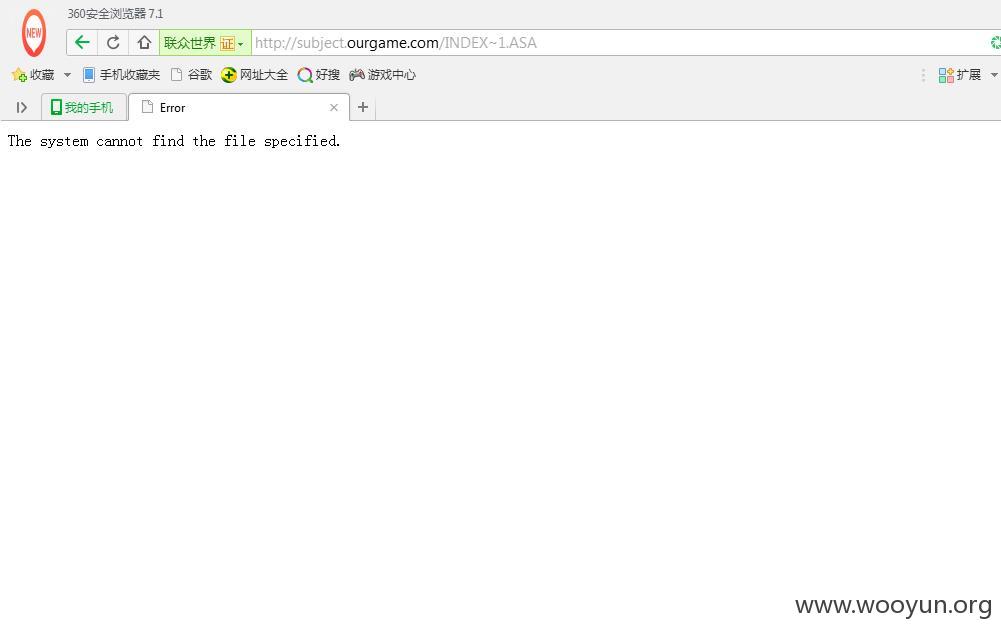 360安全浏览器 7.1
NEW
联众世界 证 http://subject.ourgame.com/INDEX~1.ASA
收藏 手机收藏夹 谷歌 网址大全 好搜 游戏中心 扩展
我的手机 Error
The system cannot find the file specified.
www.wooyun.org